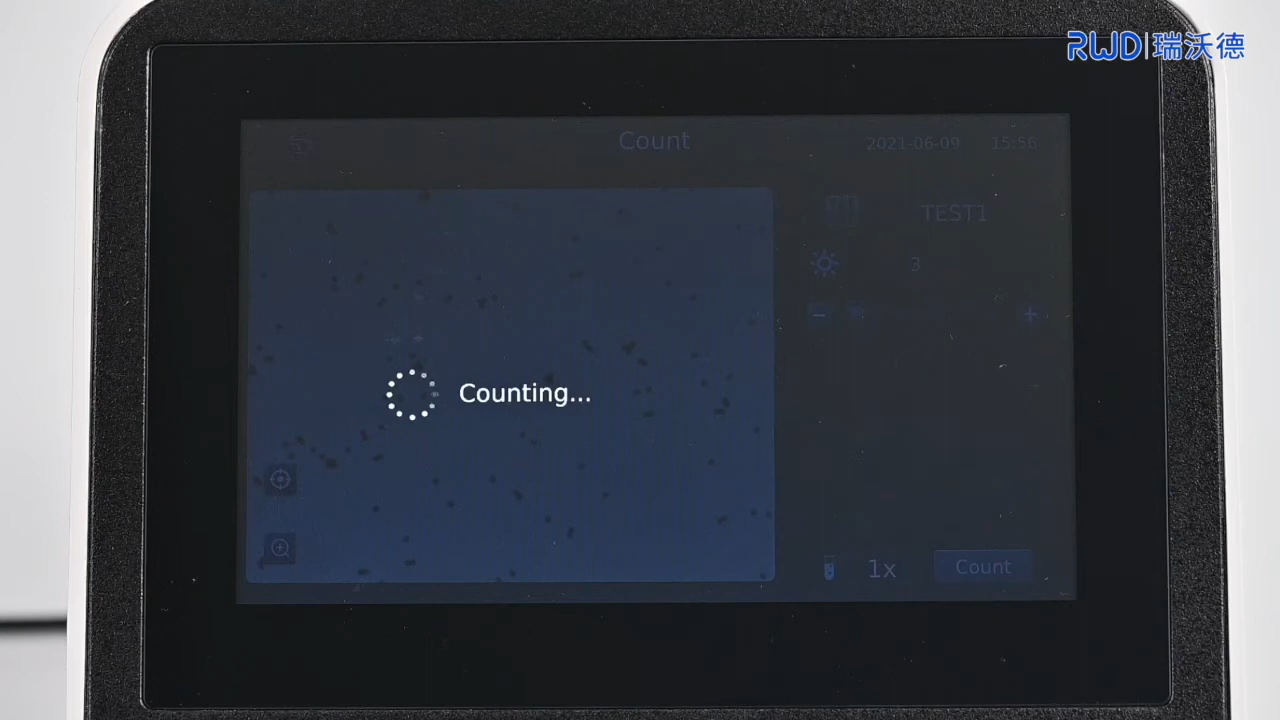 RWD 瑞沃德
Count
2021-06-09 15:56
TEST1
3
Counting...
1x
Count